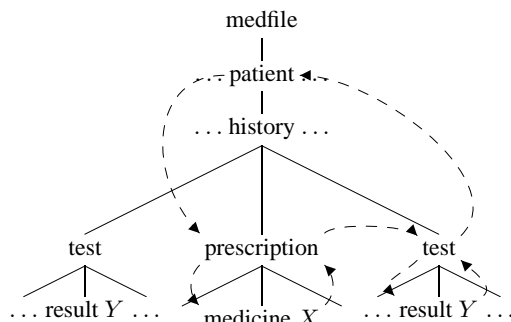 medfile
... patient ...
... history ...
test prescription test
... result Y ... medicine X ... result Y ...